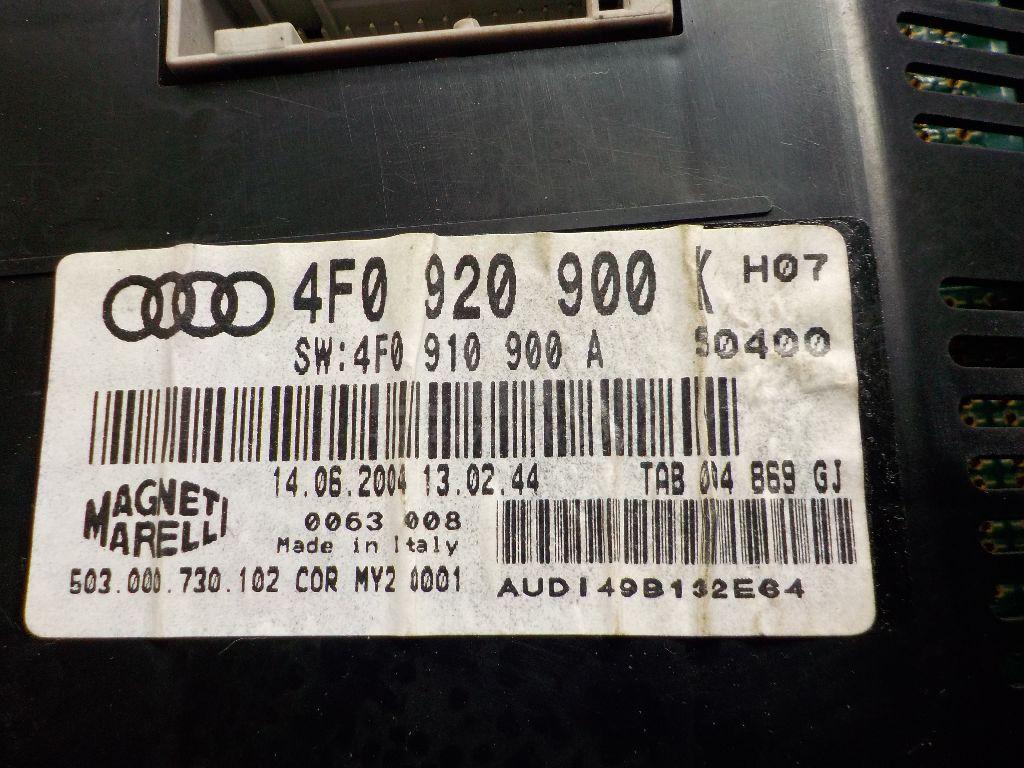 4F0 920 900 K H07
SW:4F0 910 900 A S0400
14.06.2004 13.02.44 TAB 004 869 GJ
MAGNETI
MARELLI
0063 008
Made in Italy
503.000.730.102 COR MY2 0001
AUDI49B132E64